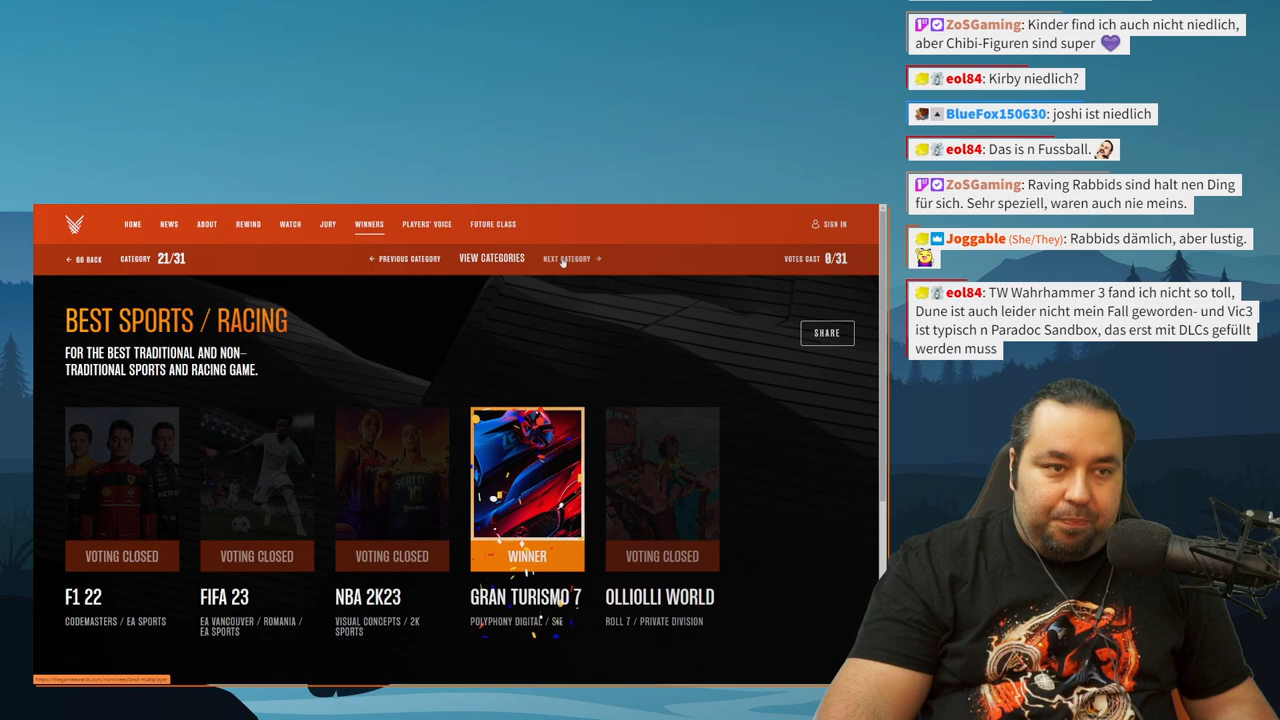 ZoSGaming: Kinder find ich auch nicht niedlich,
aber Chibi-Figuren sind super
eol84: Kirby niedlich?
BlueFox150630: joshi ist niedlich
eol84: Das is n Fussball.
ZoSGaming: Raving Rabbids sind halt nen Ding
für sich. Sehr speziell, waren auch nie meins.
Joggable (She/They): Rabbids dämlich, aber lustig.
eol84: TW Wahrhammer 3 fand ich nicht so toll,
Dune ist auch leider nicht mein Fall geworden- und Vic3
ist typisch n Paradoc Sandbox, das erst mit DLCs gefüllt
werden muss
HOME NEWS ABOUT REWIND WATCH JURY WINNERS PLAYERS' VOICE FUTURE CLASS SIGN IN
GO BACK CATEGORY 21/31 PREVIOUS CATEGORY VIEW CATEGORIES NEXT CATEGORY VOTES CAST 0/31
BEST SPORTS / RACING
SHARE
FOR THE BEST TRADITIONAL AND NON-
TRADITIONAL SPORTS AND RACING GAME.
VOTING CLOSED VOTING CLOSED VOTING CLOSED WINNER VOTING CLOSED
F1 22 FIFA 23 NBA 2K23 GRAN TURISMO 7 OLLIOLLI WORLD
CODEMASTERS / EA SPORTS EA VANCOUVER / ROMANIA / VISUAL CONCEPTS / 2K POLYPHONY DIGITAL / SIE ROLL 7 / PRIVATE DIVISION
EA SPORTS SPORTS
https://thegameawards.com/nominees/best-multiplayer